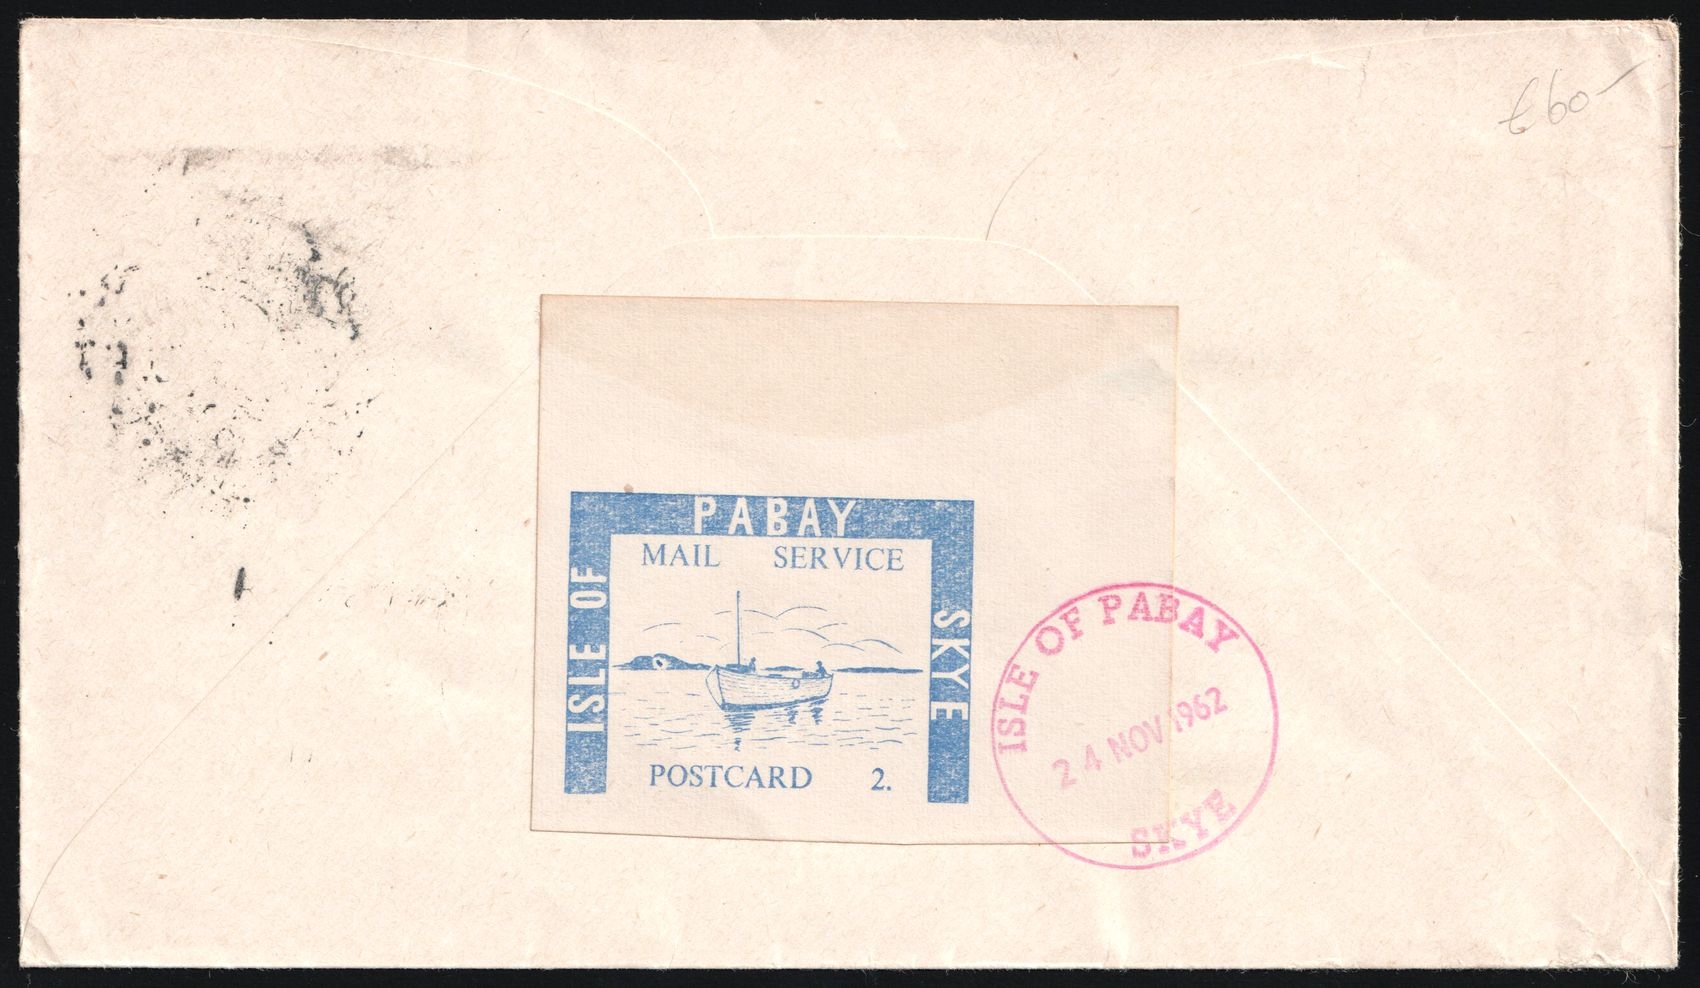 £60-
ISLE OF
PABAY
SKYE
MAIL SERVICE
POSTCARD 2.
ISLE OF PABAY
24 NOV 1962
SKYE